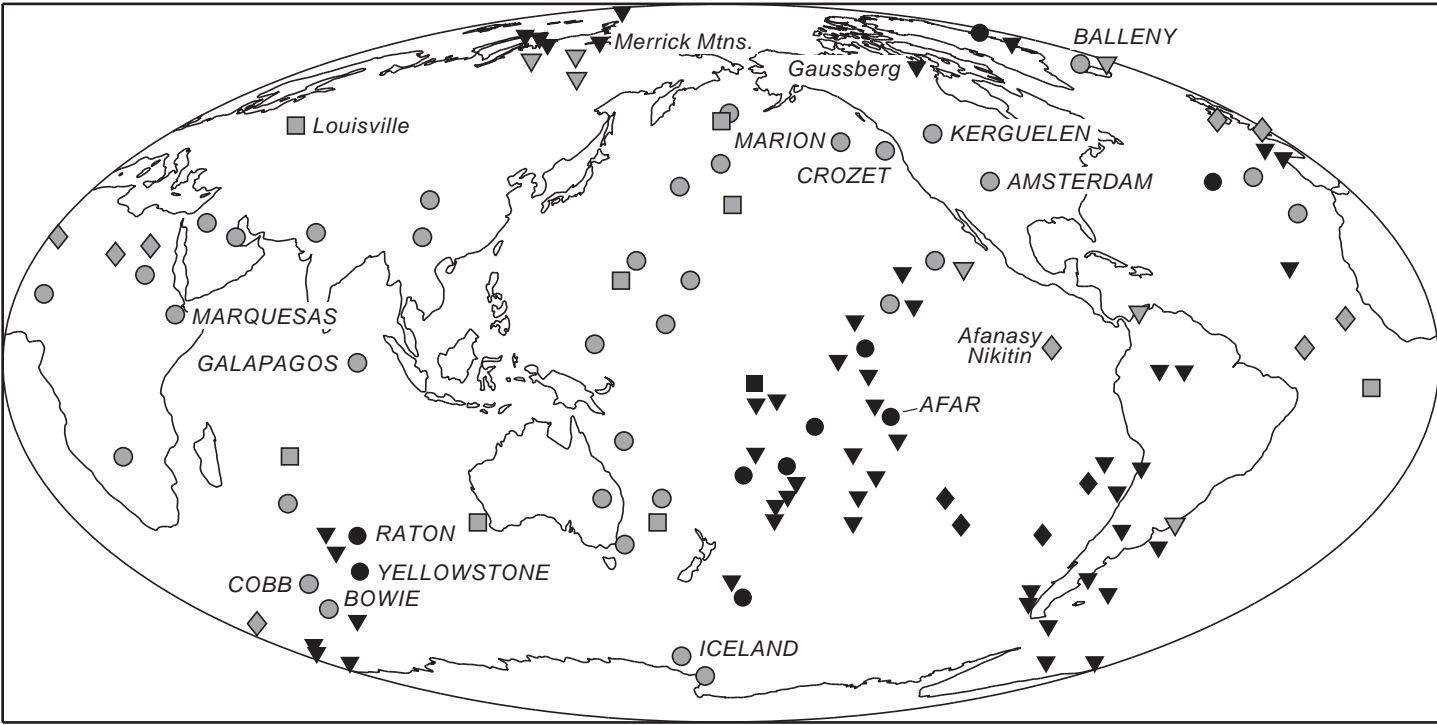 BALLENY
Merrick Mtns.
Gaussberg
Louisville
MARION
KERGUELEN
CROZET
AMSTERDAM
MARQUESAS
Afanasy
Nikitin
GALAPAGOS
AFAR
RATON
YELLOWSTONE
COBB
BOWIE
ICELAND